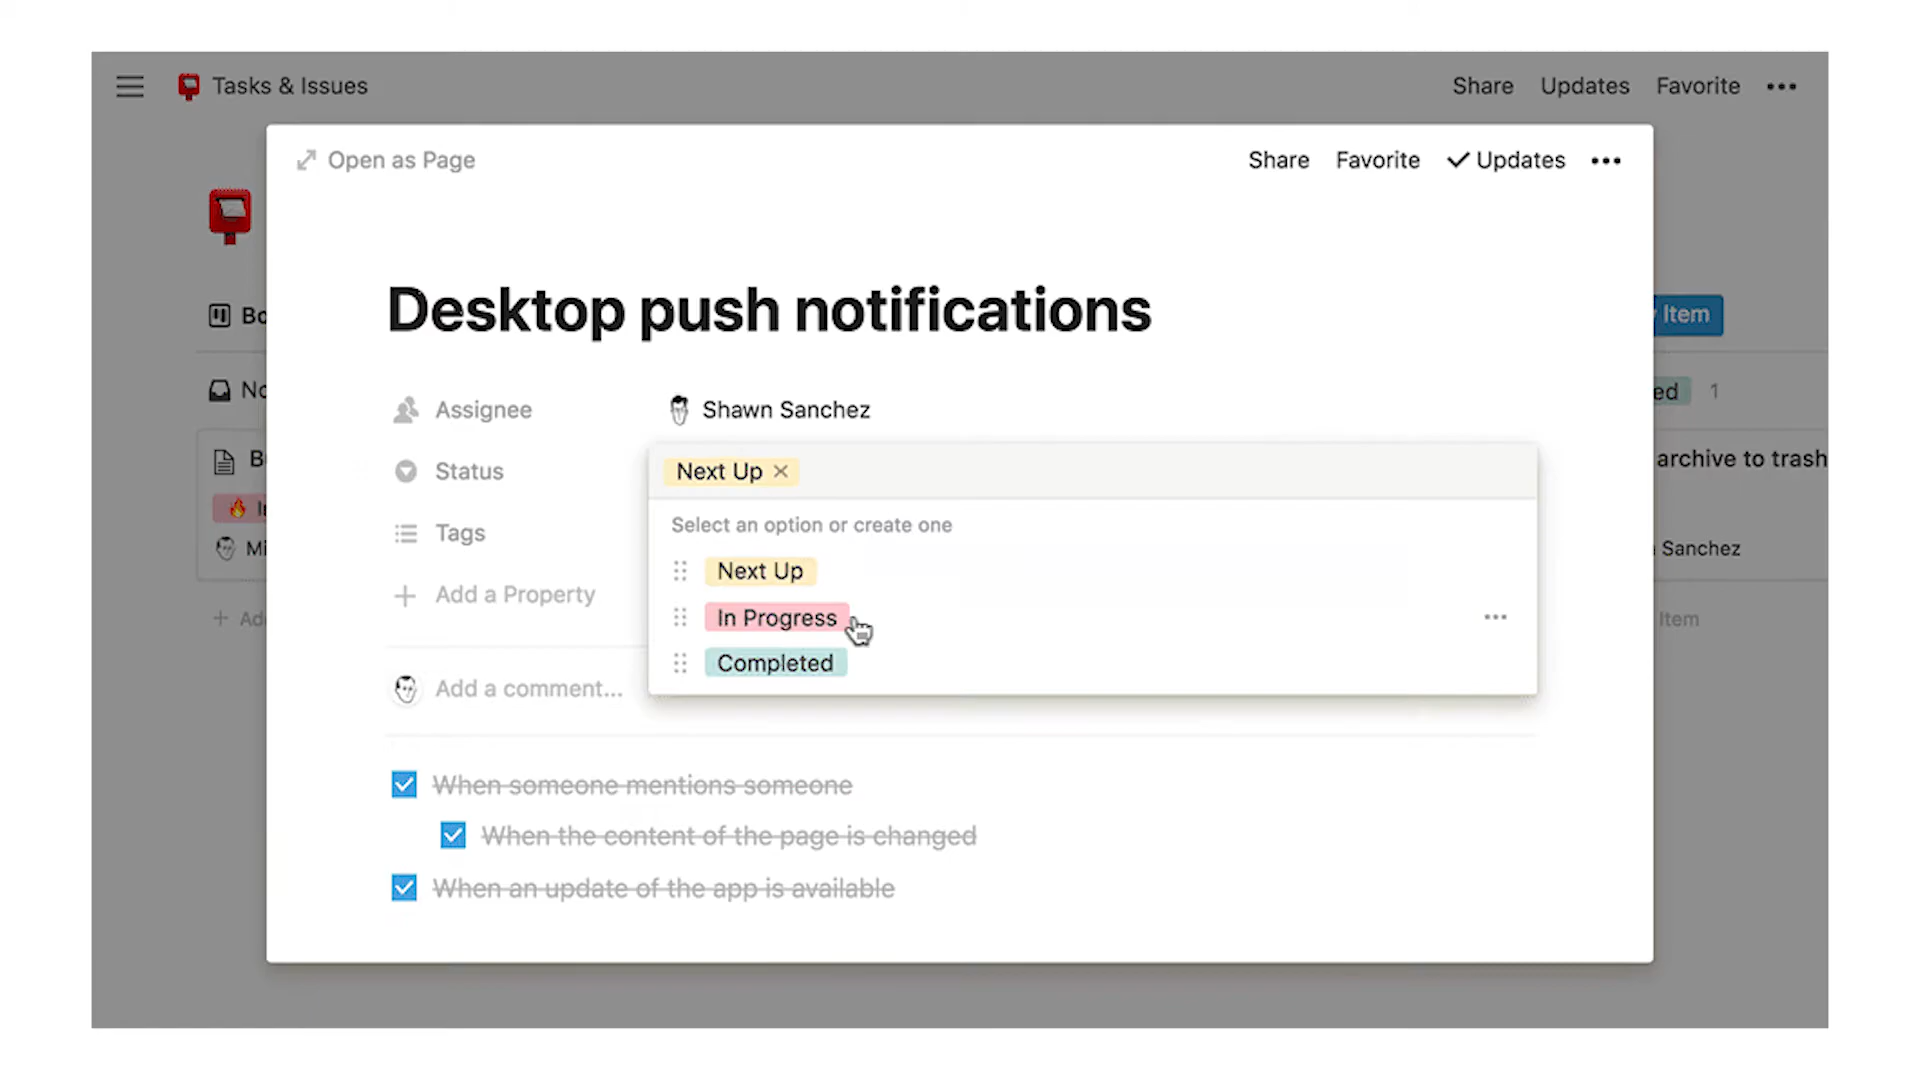 Tasks & Issues
Share Updates Favorite
Open as Page
Share Favorite Updates
Desktop push notifications
Item
Assignee Shawn Sanchez
1
Status Next Up
archive to trash
Select an option or create one
Tags
Next Up
Sanchez
Add a Property
In Progress
Item
Completed
Add a comment...
When someone mentions someone
When the content of the page is changed
When an update of the app is available